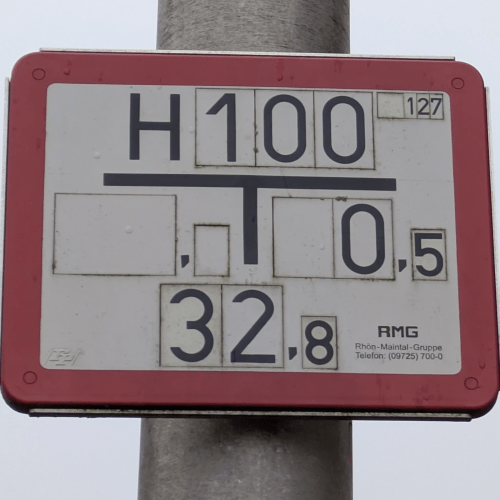 H100 127
, 0,5
32,8
RMG
Rhön-Maintal-Gruppe
Telefon: (09725) 700-0